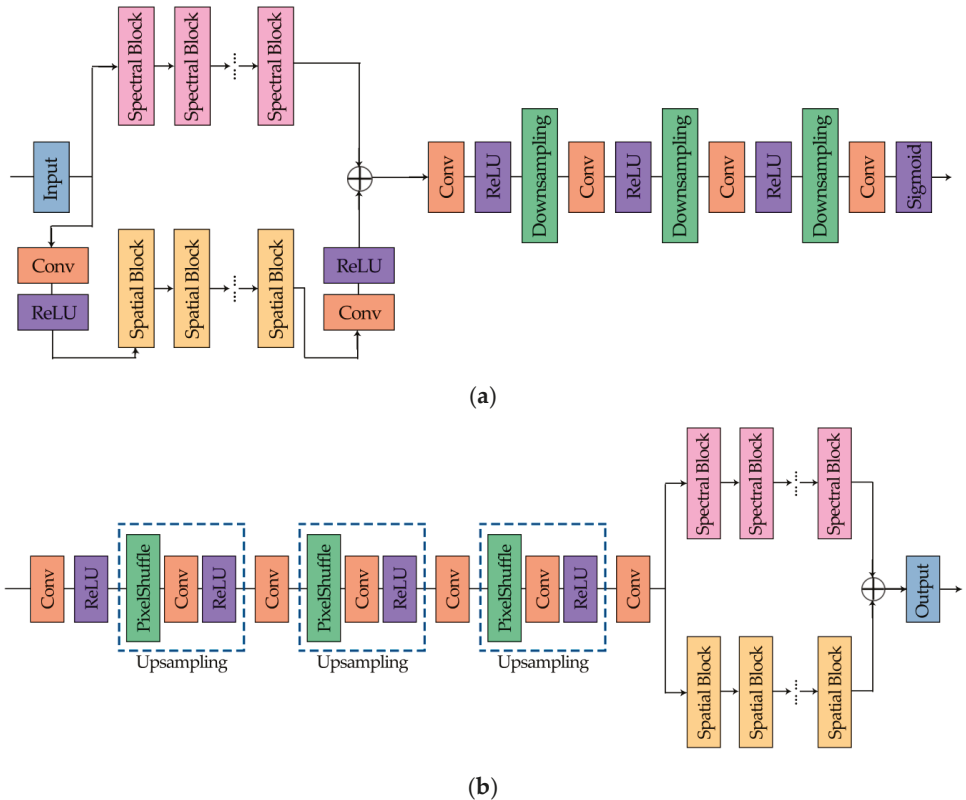 Spectral Block
Spectral Block
Spectral Block
Input
Conv
ReLU
Spatial Block
Spatial Block
Spatial Block
ReLU
Conv
Conv
ReLU
Downsampling
Conv
ReLU
Downsampling
Conv
ReLU
Downsampling
Conv
Sigmoid
(a)
Conv
ReLU
PixelShuffle
Conv
ReLU
Upsampling
Conv
PixelShuffle
Conv
ReLU
Upsampling
Conv
PixelShuffle
Conv
ReLU
Upsampling
Conv
Spectral Block
Spectral Block
Spectral Block
Spatial Block
Spatial Block
Spatial Block
Output
(b)